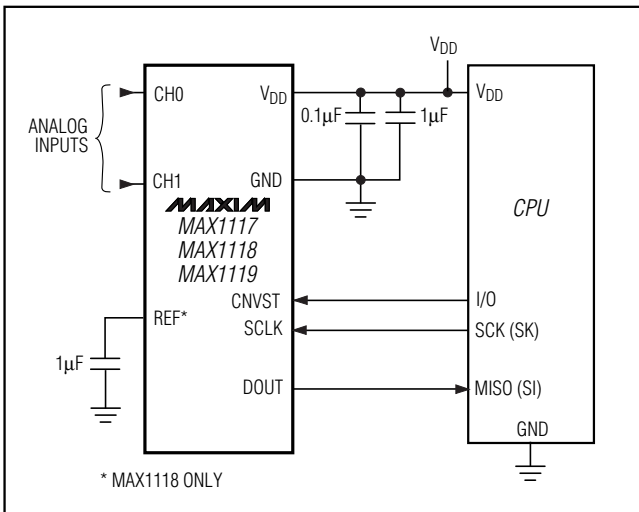 VDD
CH0
VDD
0.1µF
1µF
VDD
ANALOG
INPUTS
CH1
GND
MAXIM
MAX1117
MAX1118
MAX1119
CPU
CNVST
I/O
REF*
SCLK
SCK (SK)
1µF
DOUT
MISO (SI)
GND
* MAX1118 ONLY